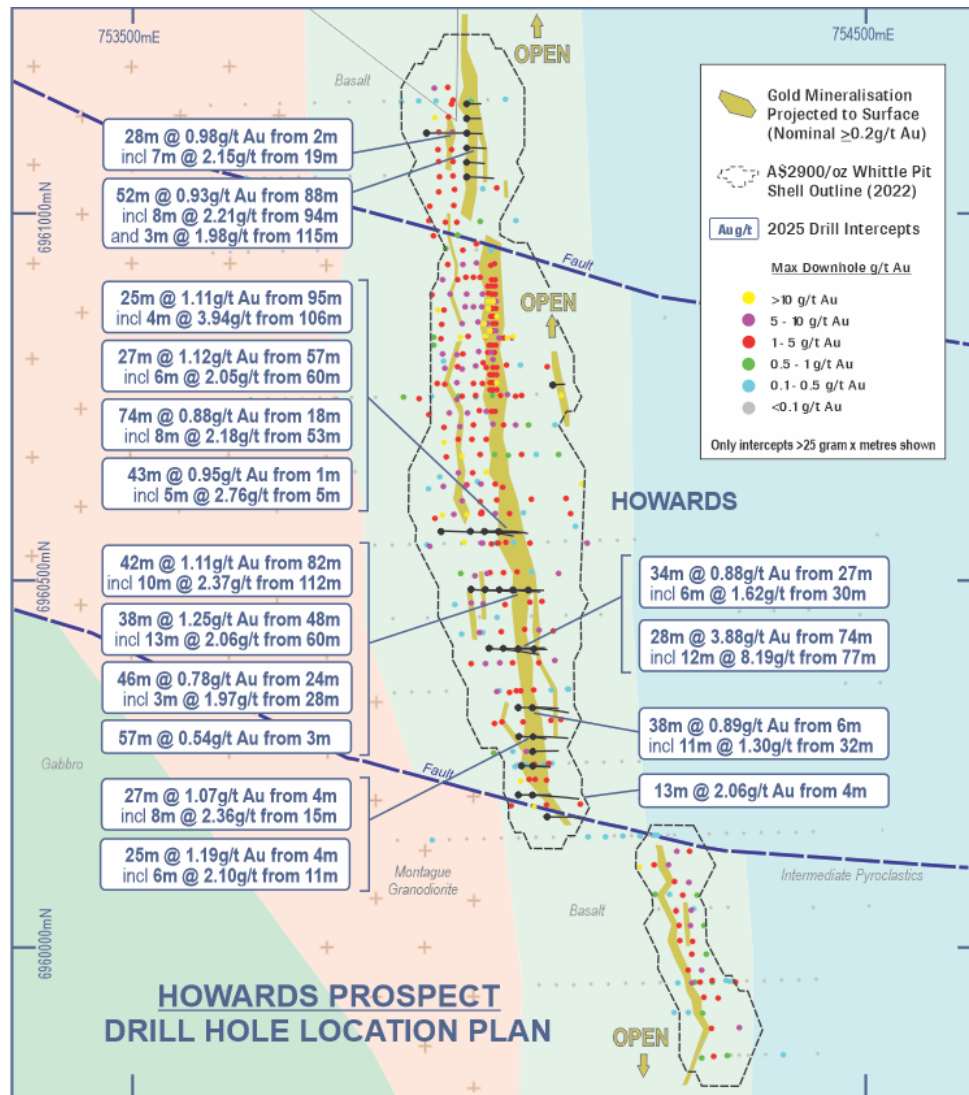 753500mE
754500mE
OPEN
Basalt
Gold Mineralisation
Projected to Surface
(Nominal ≥0.2g/t Au)
A$2900/oz Whittle Pit
Shell Outline (2022)
Au g/t 2025 Drill Intercepts
Max Downhole g/t Au
>10 g/t Au
5 - 10 g/t Au
1 - 5 g/t Au
0.5 - 1 g/t Au
0.1 - 0.5 g/t Au
<0.1 g/t Au
Only intercepts >25 gram x metres shown
28m @ 0.98g/t Au from 2m
incl 7m @ 2.15g/t from 19m
52m @ 0.93g/t Au from 88m
incl 8m @ 2.21g/t from 94m
and 3m @ 1.98g/t from 115m
6961000mN
Fault
25m @ 1.11g/t Au from 95m
incl 4m @ 3.94g/t from 106m
OPEN
27m @ 1.12g/t Au from 57m
incl 6m @ 2.05g/t from 60m
74m @ 0.88g/t Au from 18m
incl 8m @ 2.18g/t from 53m
43m @ 0.95g/t Au from 1m
incl 5m @ 2.76g/t from 5m
HOWARDS
6960500mN
42m @ 1.11g/t Au from 82m
incl 10m @ 2.37g/t from 112m
38m @ 1.25g/t Au from 48m
incl 13m @ 2.06g/t from 60m
46m @ 0.78g/t Au from 24m
incl 3m @ 1.97g/t from 28m
57m @ 0.54g/t Au from 3m
34m @ 0.88g/t Au from 27m
incl 6m @ 1.62g/t from 30m
28m @ 3.88g/t Au from 74m
incl 12m @ 8.19g/t from 77m
38m @ 0.89g/t Au from 6m
incl 11m @ 1.30g/t from 32m
13m @ 2.06g/t Au from 4m
Gabbro
Fault
27m @ 1.07g/t Au from 4m
incl 8m @ 2.36g/t from 15m
25m @ 1.19g/t Au from 4m
incl 6m @ 2.10g/t from 11m
Montague
Granodiorite
Intermediate Pyroclastics
Basalt
6960000mN
HOWARDS PROSPECT
DRILL HOLE LOCATION PLAN
OPEN